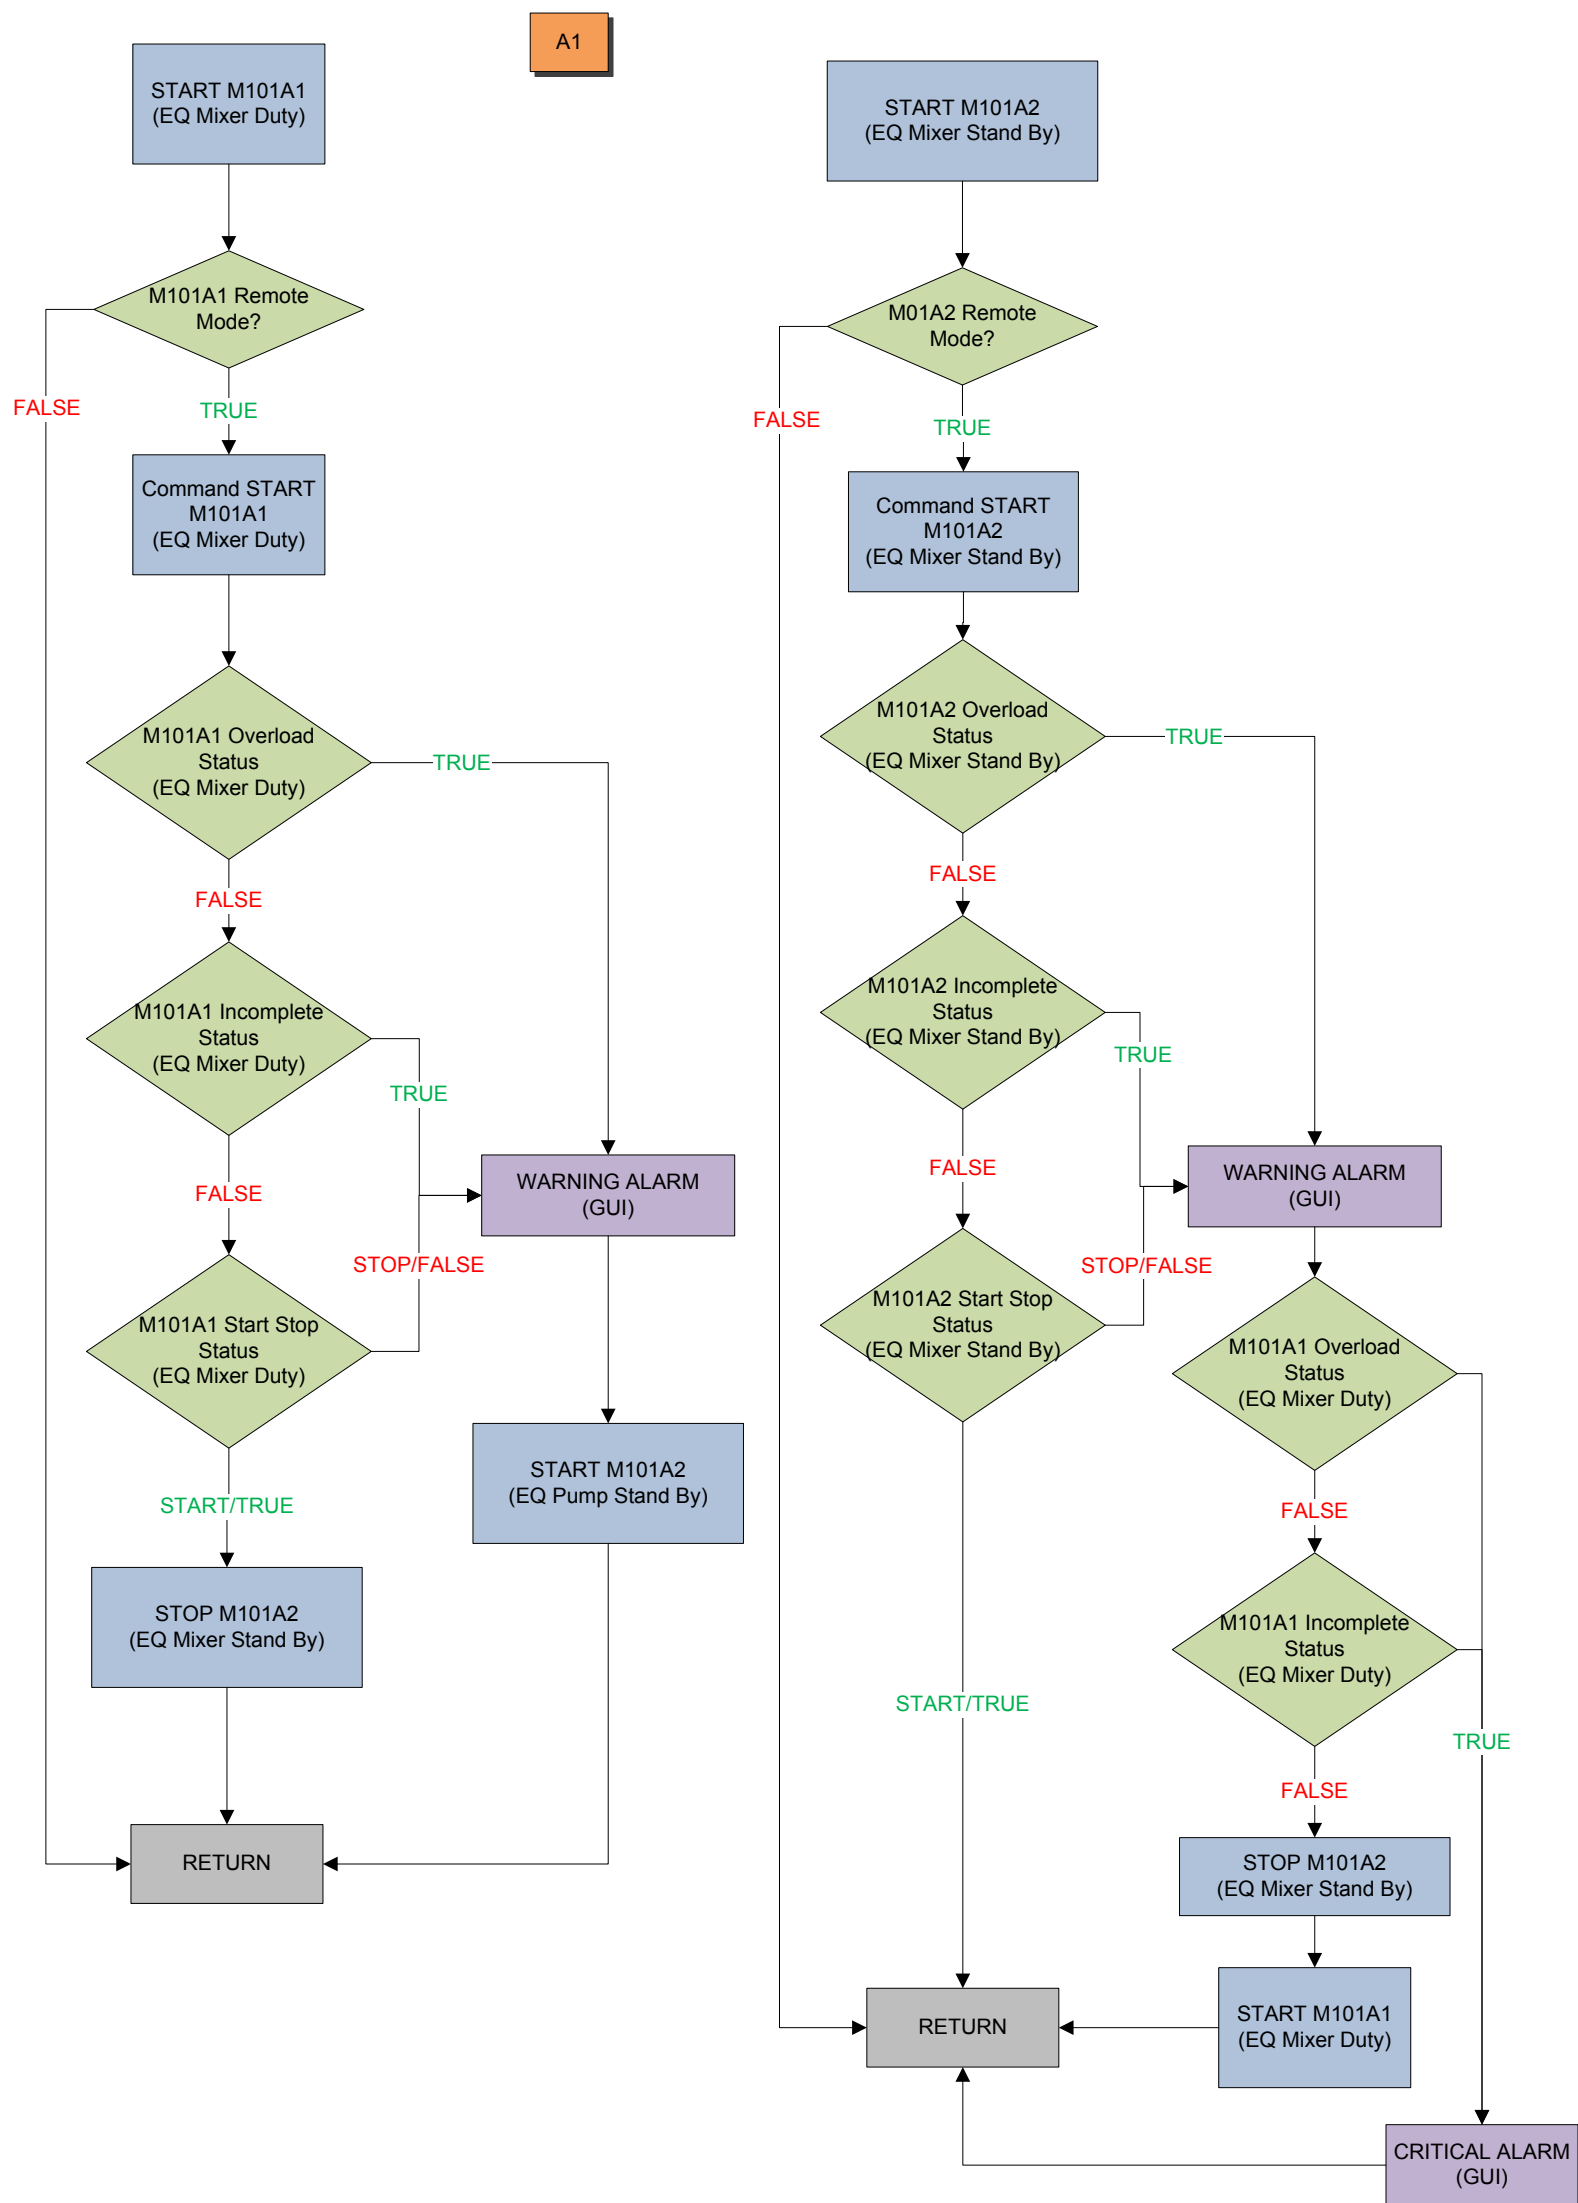 A1
START M101A1
(EQ Mixer Duty)
M101A1 Remote
Mode?
FALSE
TRUE
Command START
M101A1
(EQ Mixer Duty)
M101A1 Overload
Status
(EQ Mixer Duty)
TRUE
FALSE
M101A1 Incomplete
Status
(EQ Mixer Duty)
TRUE
FALSE
WARNING ALARM
(GUI)
STOP/FALSE
M101A1 Start Stop
Status
(EQ Mixer Duty)
START M101A2
(EQ Pump Stand By)
START/TRUE
STOP M101A2
(EQ Mixer Stand By)
RETURN
START M101A2
(EQ Mixer Stand By)
M01A2 Remote
Mode?
FALSE
TRUE
Command START
M101A2
(EQ Mixer Stand By)
M101A2 Overload
Status
(EQ Mixer Stand By)
TRUE
FALSE
M101A2 Incomplete
Status
(EQ Mixer Stand By)
TRUE
FALSE
WARNING ALARM
(GUI)
STOP/FALSE
M101A2 Start Stop
Status
(EQ Mixer Stand By)
M101A1 Overload
Status
(EQ Mixer Duty)
FALSE
M101A1 Incomplete
Status
(EQ Mixer Duty)
START/TRUE
TRUE
FALSE
STOP M101A2
(EQ Mixer Stand By)
START M101A1
(EQ Mixer Duty)
RETURN
CRITICAL ALARM
(GUI)